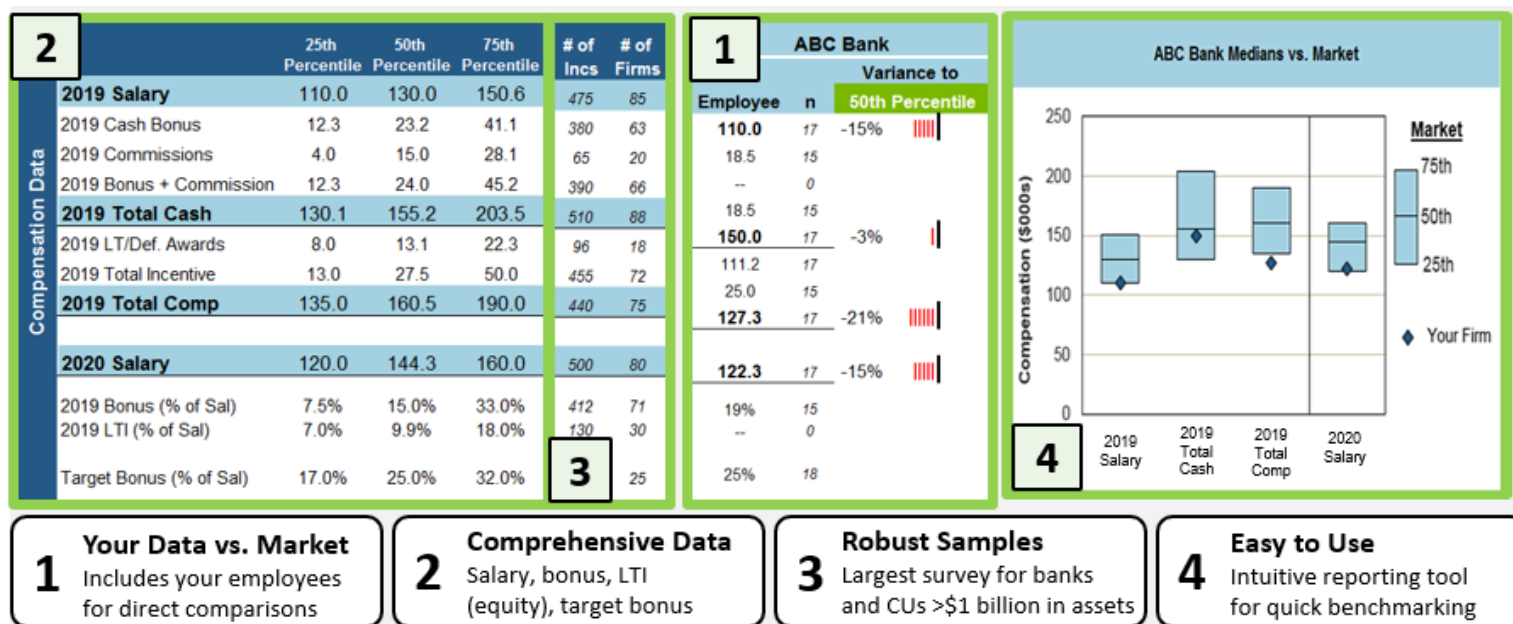 2
25th 50th 75th # of # of
Percentile Percentile Percentile Incs Firms
Compensation Data
2019 Salary 110.0 130.0 150.6 475 85
2019 Cash Bonus 12.3 23.2 41.1 380 63
2019 Commissions 4.0 15.0 28.1 65 20
2019 Bonus + Commission 12.3 24.0 45.2 390 66
2019 Total Cash 130.1 155.2 203.5 510 88
2019 LT/Def. Awards 8.0 13.1 22.3 96 18
2019 Total Incentive 13.0 27.5 50.0 455 72
2019 Total Comp 135.0 160.5 190.0 440 75
2020 Salary 120.0 144.3 160.0 500 80
2019 Bonus (% of Sal) 7.5% 15.0% 33.0% 412 71
2019 LTI (% of Sal) 7.0% 9.9% 18.0% 130 30
Target Bonus (% of Sal) 17.0% 25.0% 32.0% 25
3
1
ABC Bank
Variance to
Employee n 50th Percentile
110.0 17 -15%
18.5 15
-- 0
18.5 15
150.0 17 -3%
111.2 17
25.0 15
127.3 17 -21%
122.3 17 -15%
19% 15
-- 0
25% 18
ABC Bank Medians vs. Market
Compensation ($000s)
250
200
150
100
50
0
2019 Salary
2019 Total Cash
2019 Total Comp
2020 Salary
Market
75th
50th
25th
Your Firm
4
1
Your Data vs. Market
Includes your employees
for direct comparisons
2
Comprehensive Data
Salary, bonus, LTI
(equity), target bonus
3
Robust Samples
Largest survey for banks
and CUs >$1 billion in assets
4
Easy to Use
Intuitive reporting tool
for quick benchmarking